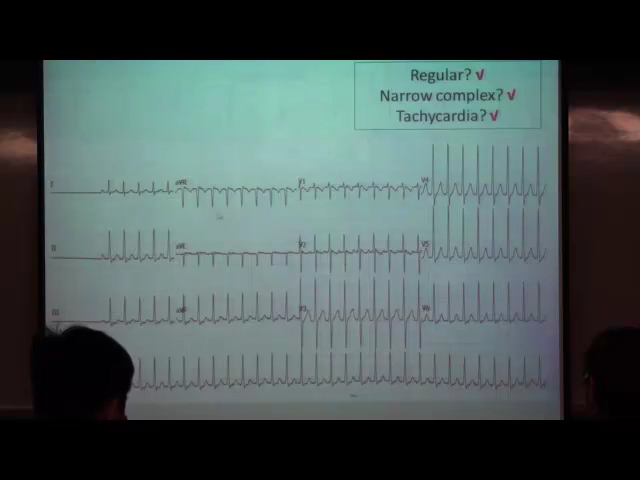 Regular? √
Narrow complex? √
Tachycardia? √
I aVR V1 V4
II aVL V2 V5
III aVF V3 V6